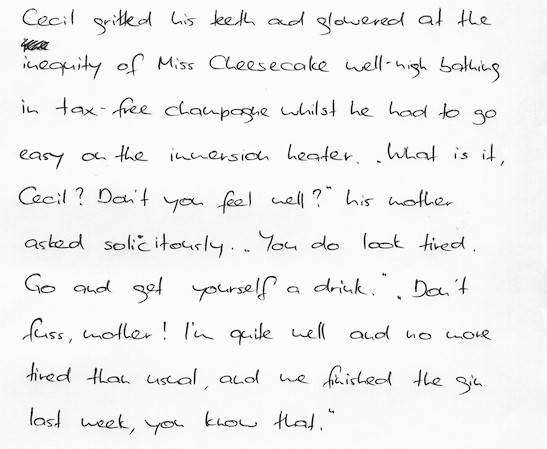 Cecil gritted his teeth and glowered at the
inequity of Miss Cheesecake well-nigh bathing
in tax-free champagne whilst he had to go
easy on the immersion heater. „What is it,
Cecil? Don't you feel well?" his mother
asked solicitously. „You do look tired.
Go and get yourself a drink." „Don't
fuss, mother! I'm quite well and no more
tired than usual, and we finished the gin
last week, you know that."